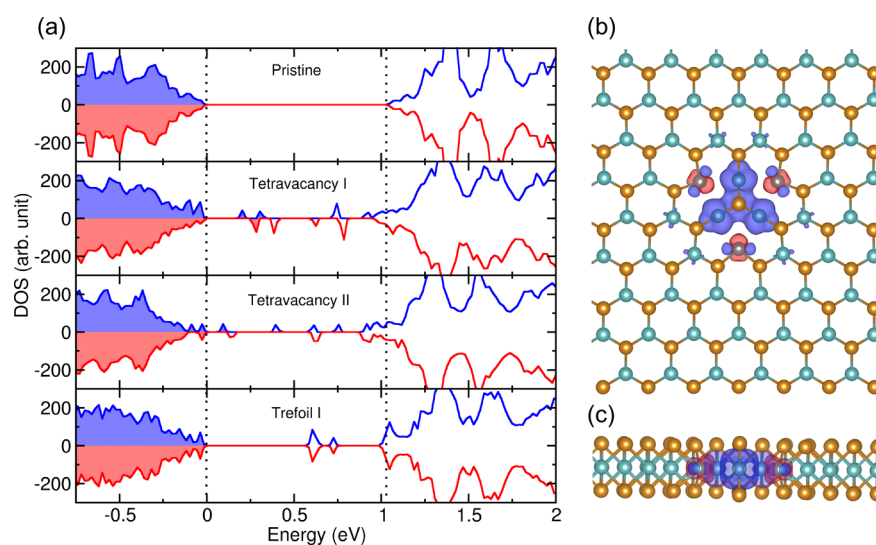 (a)
(b)
200
0
-200
Pristine
200
0
-200
Tetravacancy I
200
0
-200
Tetravacancy II
200
0
-200
Trefoil I
DOS (arb. unit)
-0.5 0 0.5 1 1.5 2
Energy (eV)
(c)